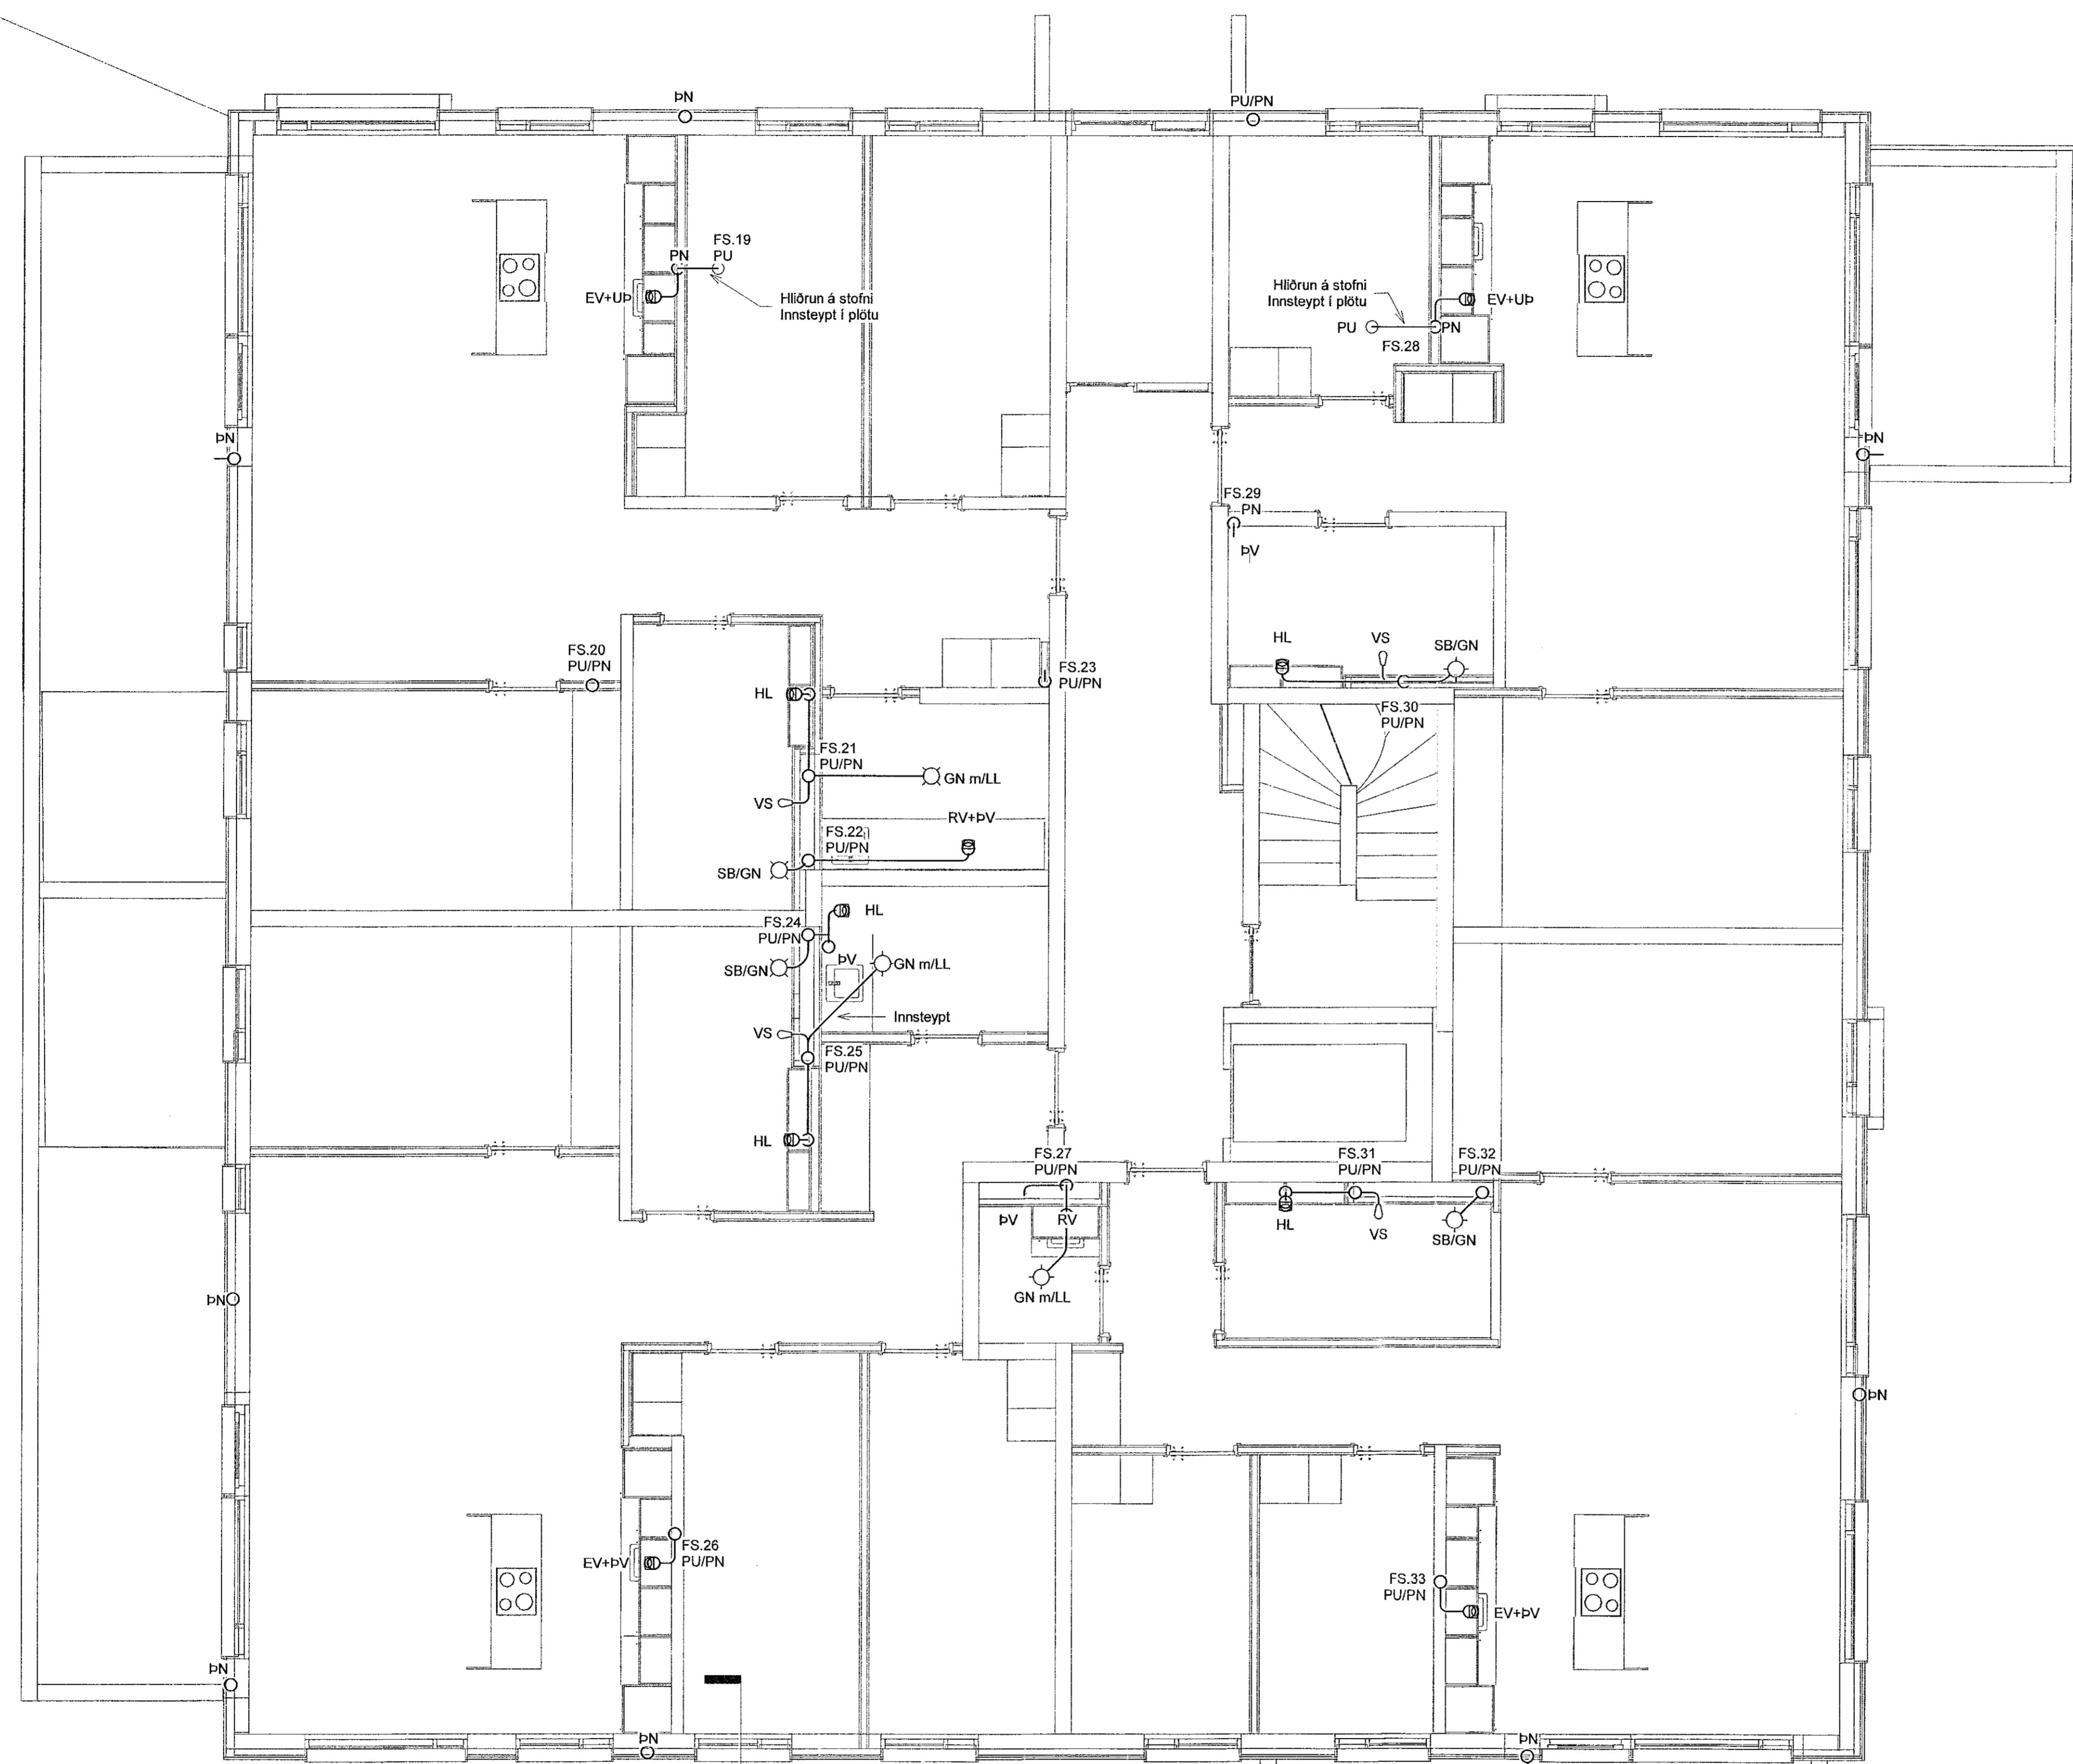 ÞN
PU/PN
FS.19
PU
PN
EV+UÞ
Hliðrun á stofni
Innsteypt í plötu
Hliðrun á stofni
Innsteypt í plötu
EV+UÞ
PU
PN
FS.28
ÞN
ÞN
FS.29
PN
ÞV
HL
VS
SB/GN
FS.20
PU/PN
FS.23
PU/PN
HL
FS.30
PU/PN
FS.21
PU/PN
GN m/LL
VS
RV+ÞV
FS.22
PU/PN
SB/GN
HL
FS.24
PU/PN
ÞV
SB/GN
GN m/LL
Innsteypt
VS
FS.25
PU/PN
HL
FS.27
PU/PN
FS.31
PU/PN
FS.32
PU/PN
ÞV
RV
HL
VS
SB/GN
GN m/LL
ÞN
ÞN
FS.26
PU/PN
EV+ÞV
FS.33
PU/PN
EV+ÞV
ÞN
ÞN
ÞN